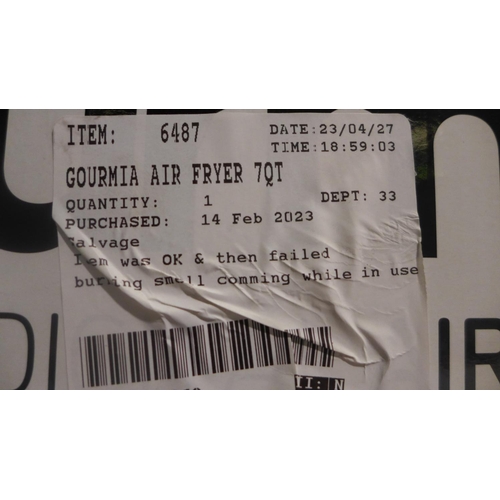 ITEM: 6487 DATE:23/04/27
TIME:18:59:03
GOURMIA AIR FRYER 7QT
QUANTITY: 1 DEPT: 33
PURCHASED: 14 Feb 2023
Salvage
Item was OK & then failed
burning smell comming while in use
II: N